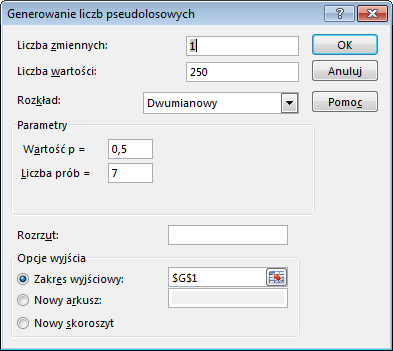 Generowanie liczb pseudolosowych
Liczba zmiennych: 1 OK
Liczba wartości: 250 Anuluj
Rozkład: Dwumianowy Pomoc
Parametry
Wartość p = 0,5
Liczba prób = 7
Rozrzut:
Opcje wyjścia
Zakres wyjściowy: $G$1
Nowy arkusz:
Nowy skoroszyt